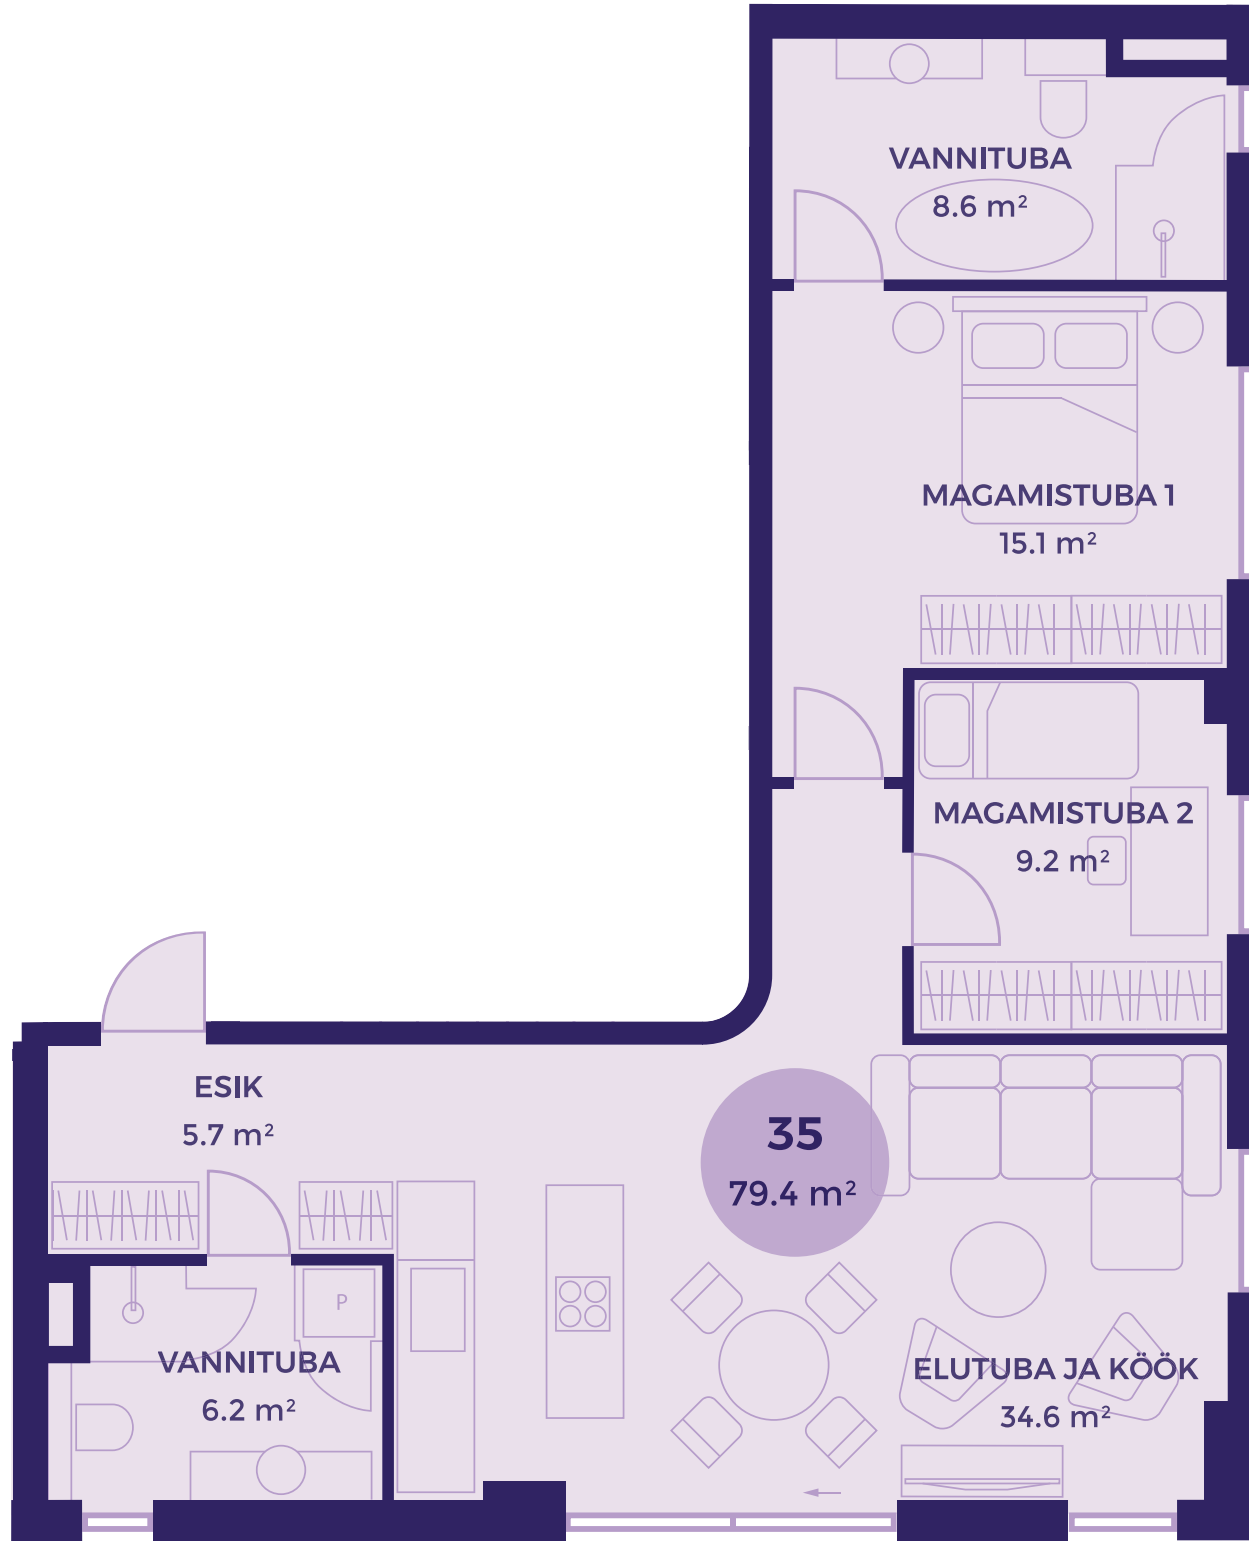 VANNITUBA
8.6 m²
MAGAMISTUBA 1
15.1 m²
MAGAMISTUBA 2
9.2 m²
ESIK
5.7 m²
35
79.4 m²
P
VANNITUBA
6.2 m²
ELUTUBA JA KÖÖK
34.6 m²